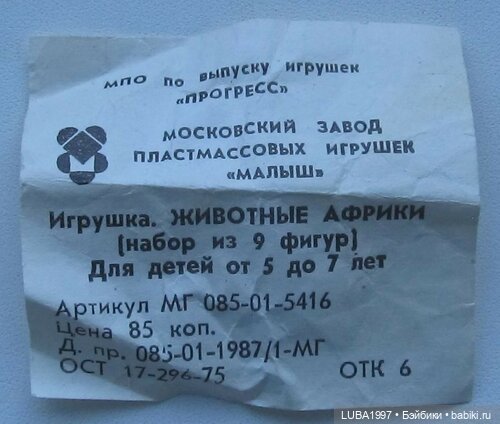 МПО по выпуску игрушек
«ПРОГРЕСС»
МОСКОВСКИЙ ЗАВОД
ПЛАСТМАССОВЫХ ИГРУШЕК
«МАЛЫШ»
Игрушка. ЖИВОТНЫЕ АФРИКИ
(набор из 9 фигур)
Для детей от 5 до 7 лет
Артикул МГ 085-01-5416
Цена 85 коп.
Д. пр. 085-01-1987/1-МГ
ОСТ 17-296-75 ОТК 6
LUBA1997 • Бэйбики • babiki.ru